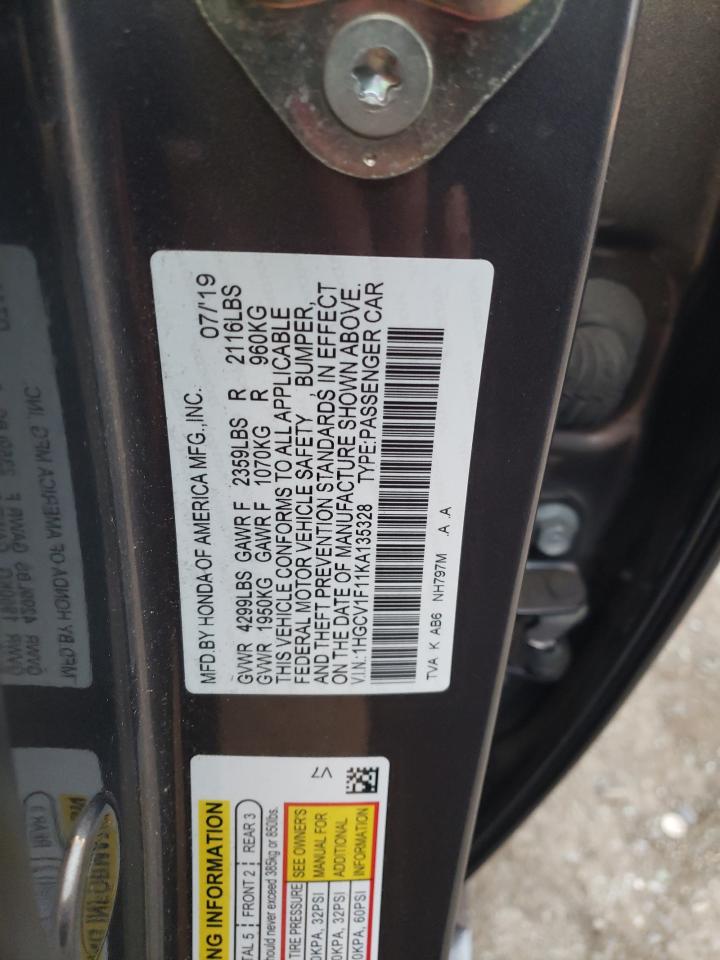 MFD.BY HONDA OF AMERICA MFG.,INC. 07/'19
GVWR 4299LBS GAWR F 2359LBS R 2116LBS
GVWR 1950KG GAWR F 1070KG R 960KG
THIS VEHICLE CONFORMS TO ALL APPLICABLE
FEDERAL MOTOR VEHICLE SAFETY, BUMPER,
AND THEFT PREVENTION STANDARDS IN EFFECT
ON THE DATE OF MANUFACTURE SHOWN ABOVE.
V.I.N.:1HGCV1F11KA135328 TYPE:PASSENGER CAR
TVA K AB6 NH797M .A .A
V7
INFORMATION
5 FRONT 2 REAR 3
never exceed 385kg or 850lbs.
TIRE PRESSURE SEE OWNER'S
32PSI MANUAL FOR
32PSI ADDITIONAL
60PSI INFORMATION